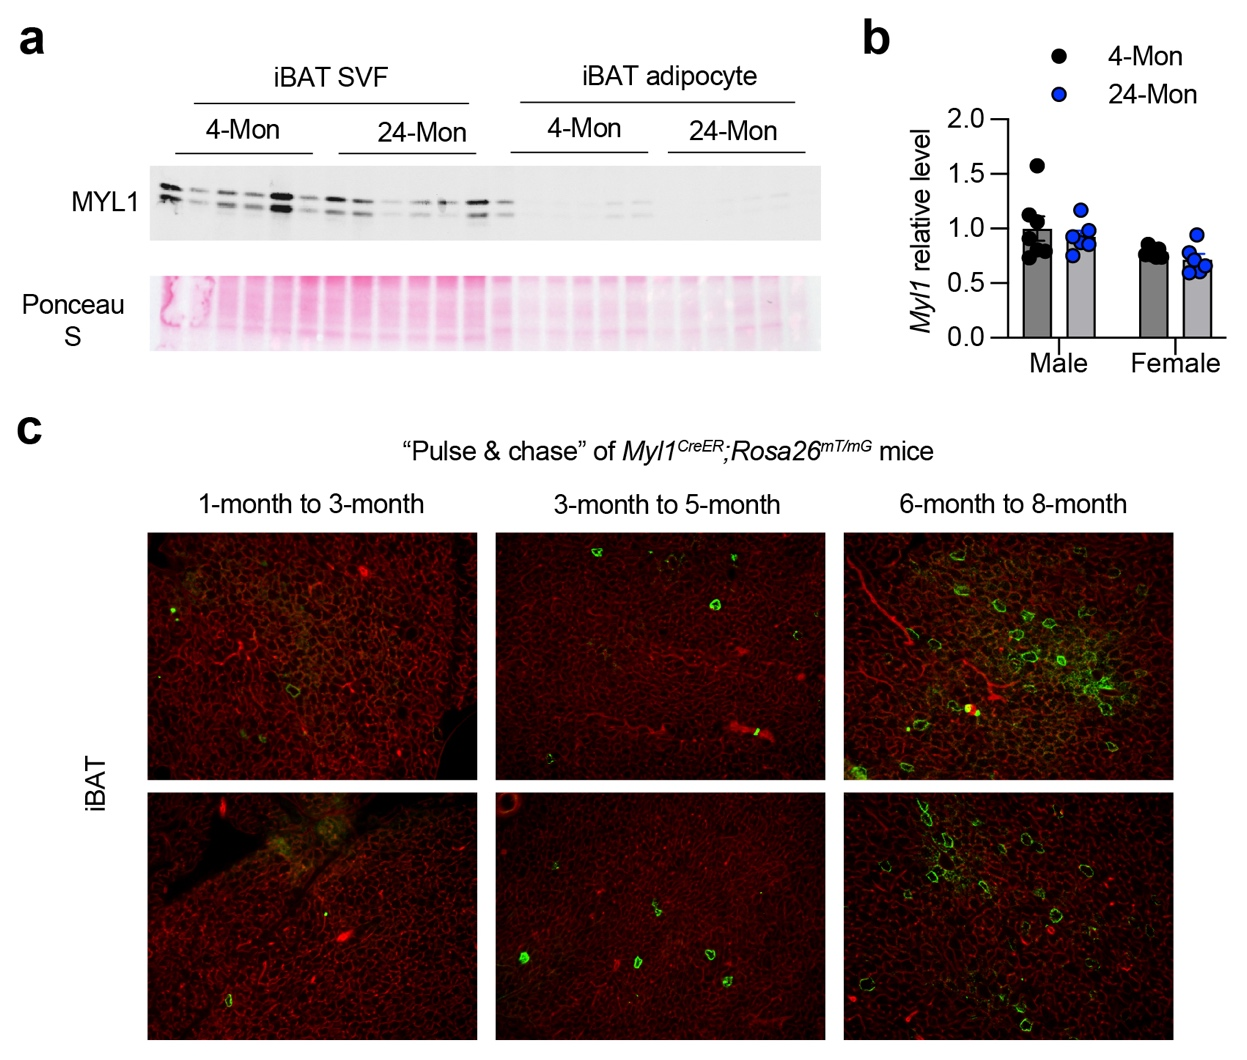 a
iBAT SVF
iBAT adipocyte
4-Mon
24-Mon
4-Mon
24-Mon
MYL1
Ponceau
S
b
4-Mon
24-Mon
Myl1 relative level
2.0
1.5
1.0
0.5
0.0
Male
Female
c
“Pulse & chase” of Myl1CreER;Rosa26mT/mG mice
1-month to 3-month
3-month to 5-month
6-month to 8-month
iBAT